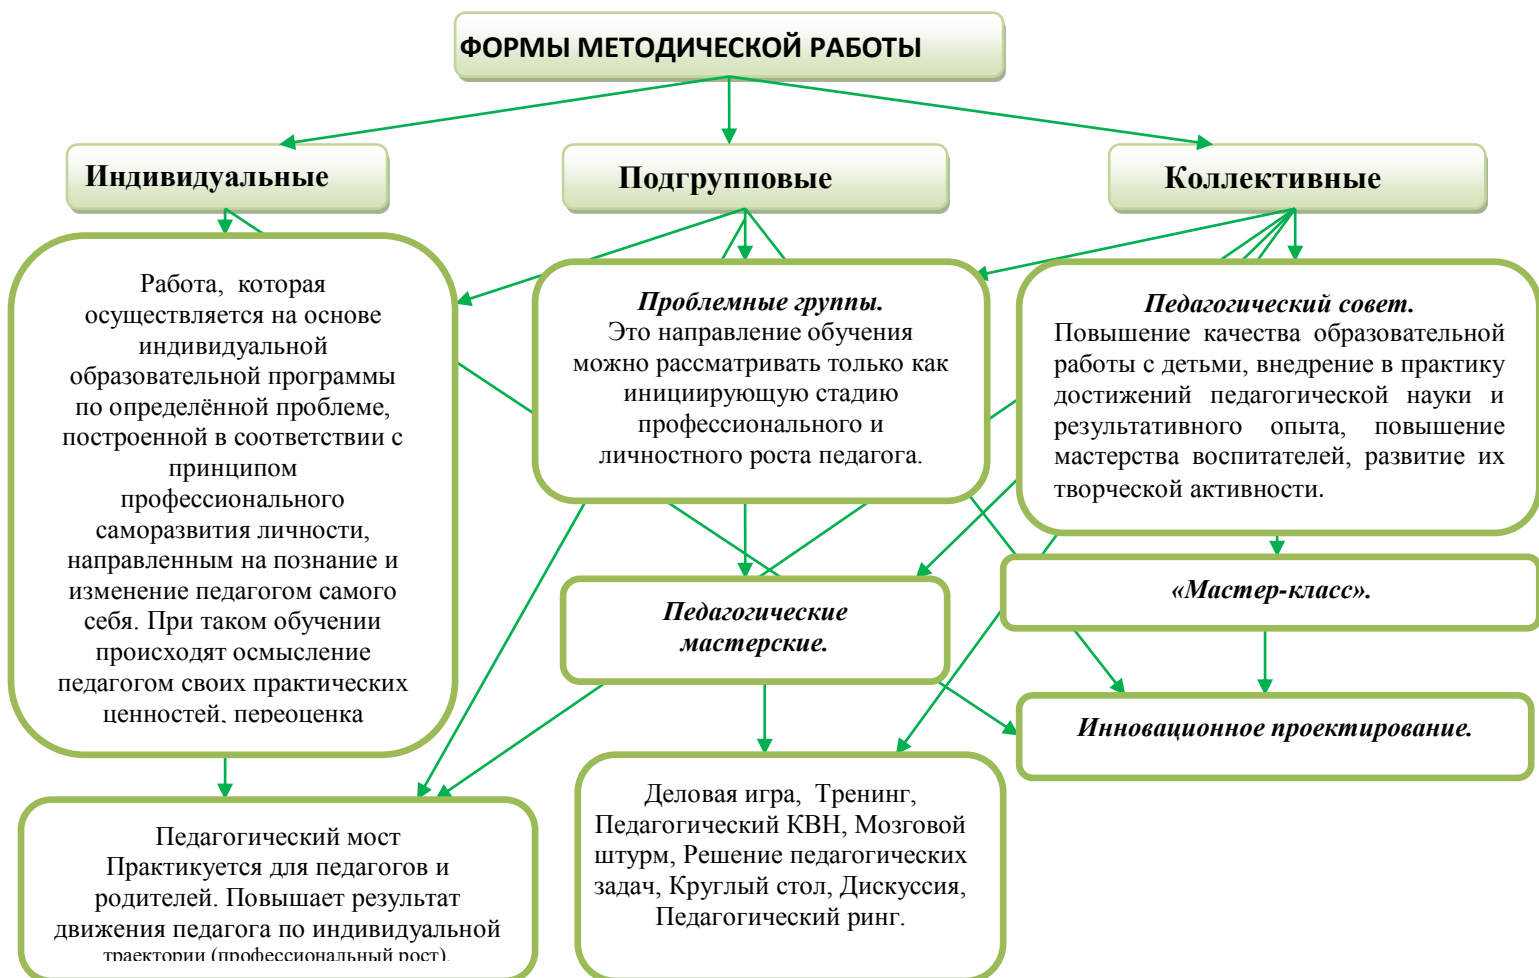 ФОРМЫ МЕТОДИЧЕСКОЙ РАБОТЫ
Индивидуальные
Подгрупповые
Коллективные
Работа, которая
осуществляется на основе
индивидуальной
образовательной программы
по определённой проблеме,
построенной в соответствии с
принципом
профессионального
саморазвития личности,
направленным на познание и
изменение педагогом самого
себя. При таком обучении
происходят осмысление
педагогом своих практических
ценностей, переоценка
Проблемные группы.
Это направление обучения
можно рассматривать только как
инициирующую стадию
профессионального и
личностного роста педагога.
Педагогический совет.
Повышение качества образовательной
работы с детьми, внедрение в практику
достижений педагогической науки и
результативного опыта, повышение
мастерства воспитателей, развитие их
творческой активности.
Педагогические
мастерские.
«Мастер-класс».
Инновационное проектирование.
Педагогический мост
Практикуется для педагогов и
родителей. Повышает результат
движения педагога по индивидуальной
траектории (профессиональный рост).
Деловая игра, Тренинг,
Педагогический КВН, Мозговой
штурм, Решение педагогических
задач, Круглый стол, Дискуссия,
Педагогический ринг.